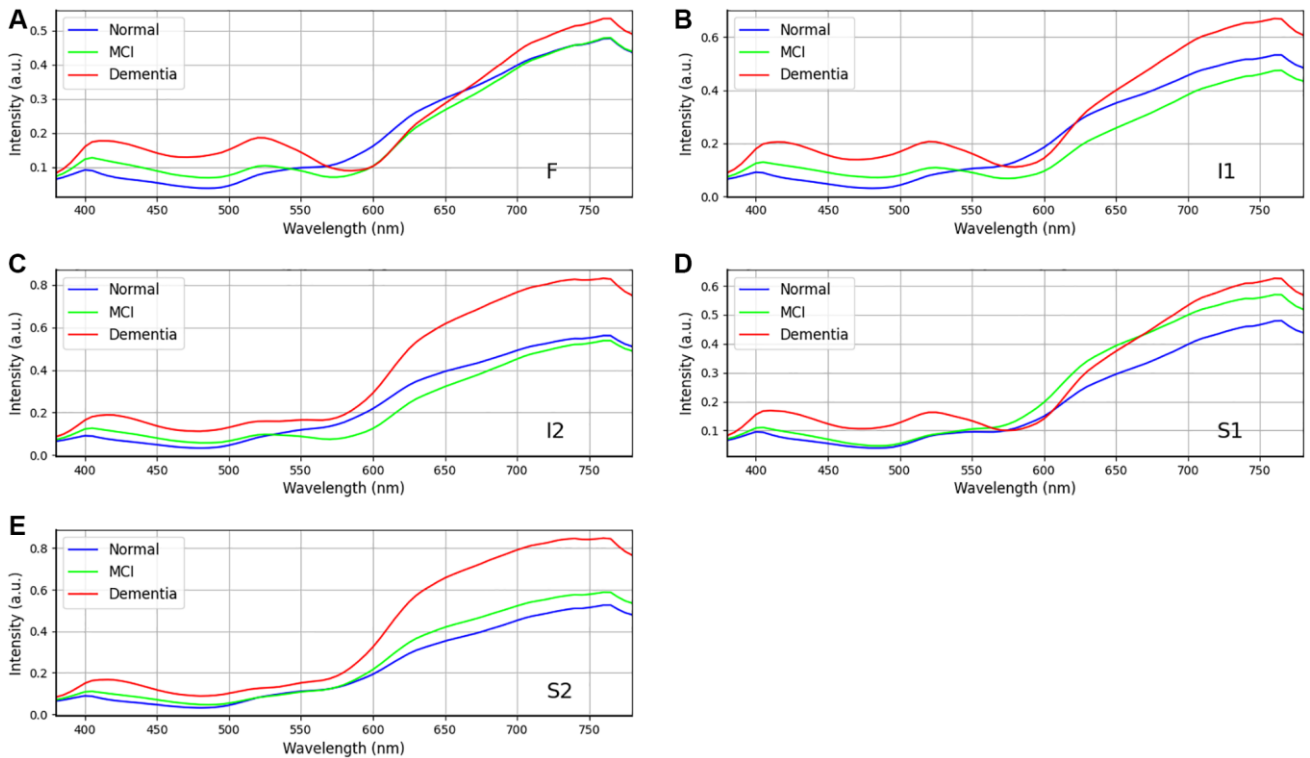 A
Intensity (a.u.)
0.5
0.4
0.3
0.2
0.1
Normal
MCI
Dementia
F
400 450 500 550 600 650 700 750
Wavelength (nm)
B
Intensity (a.u.)
0.6
0.4
0.2
0.0
Normal
MCI
Dementia
I1
400 450 500 550 600 650 700 750
Wavelength (nm)
C
Intensity (a.u.)
0.8
0.6
0.4
0.2
0.0
Normal
MCI
Dementia
I2
400 450 500 550 600 650 700 750
Wavelength (nm)
D
Intensity (a.u.)
0.6
0.5
0.4
0.3
0.2
0.1
Normal
MCI
Dementia
S1
400 450 500 550 600 650 700 750
Wavelength (nm)
E
Intensity (a.u.)
0.8
0.6
0.4
0.2
0.0
Normal
MCI
Dementia
S2
400 450 500 550 600 650 700 750
Wavelength (nm)